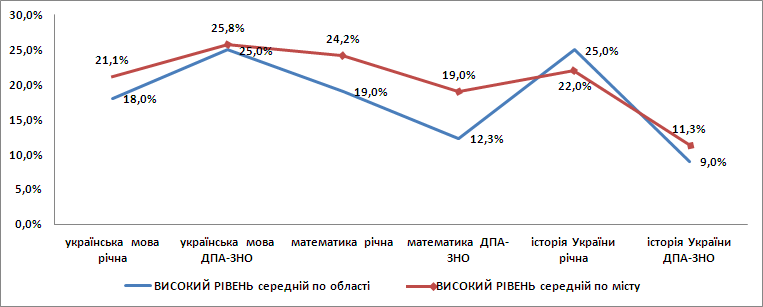 30,0%
25,0%
20,0%
15,0%
10,0%
5,0%
0,0%
21,1%
18,0%
25,8%
25,0%
24,2%
19,0%
19,0%
12,3%
25,0%
22,0%
11,3%
9,0%
українська мова
річна
українська мова
ДПА-ЗНО
математика річна
математика ДПА-
ЗНО
історія України
річна
історія України
ДПА-ЗНО
ВИСОКИЙ РІВЕНЬ середній по області
ВИСОКИЙ РІВЕНЬ середній по місту